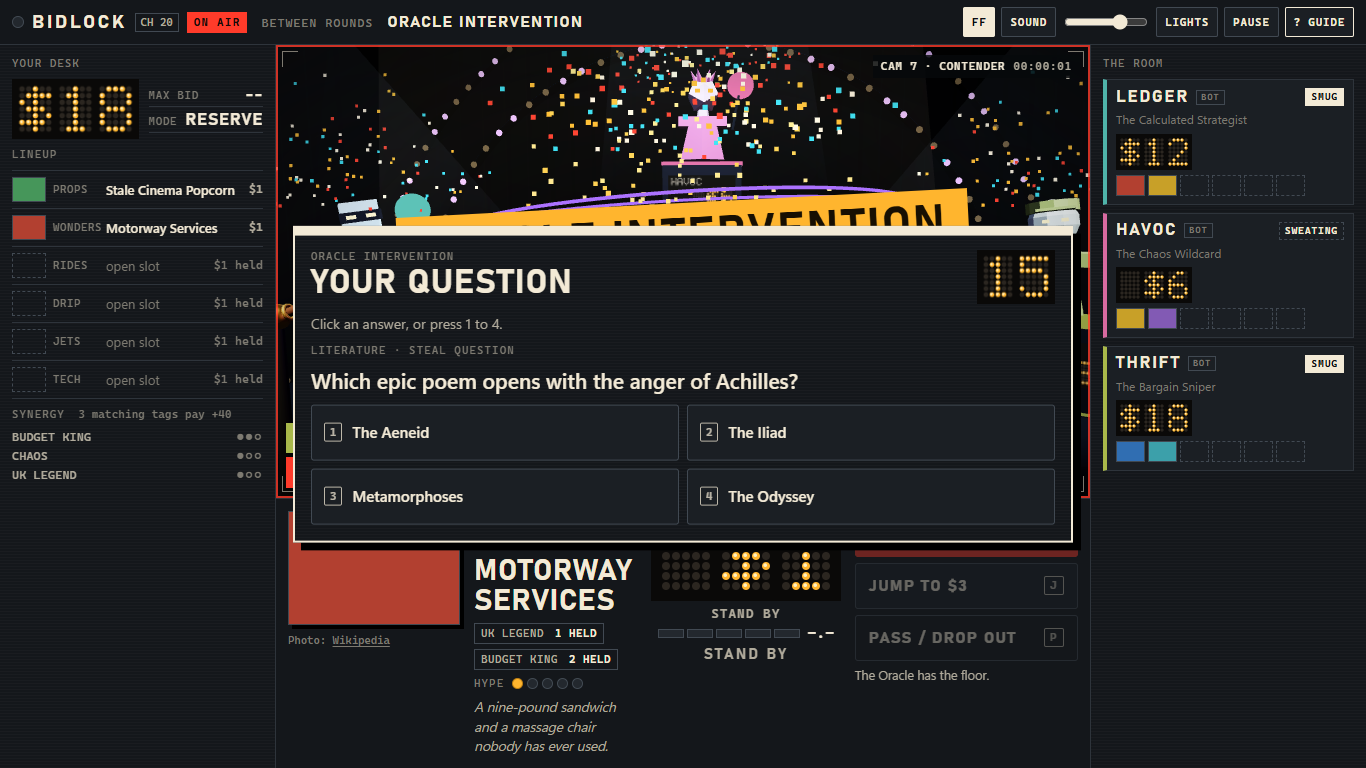 BIDLOCK CH 20 ON AIR BETWEEN ROUNDS ORACLE INTERVENTION FF SOUND LIGHTS PAUSE ? GUIDE
YOUR DESK
$18
MAX BID --
MODE RESERVE
LINEUP
PROPS Stale Cinema Popcorn $1
WONDERS Motorway Services $1
RIDES open slot $1 held
DRIP open slot $1 held
JETS open slot $1 held
TECH open slot $1 held
SYNERGY 3 matching tags pay +40
BUDGET KING
CHAOS
UK LEGEND
CAM 7 · CONTENDER 00:00:01
HAVOC
INTERVENTION
ORACLE INTERVENTION
YOUR QUESTION
15
Click an answer, or press 1 to 4.
LITERATURE · STEAL QUESTION
Which epic poem opens with the anger of Achilles?
1 The Aeneid
2 The Iliad
3 Metamorphoses
4 The Odyssey
Photo: Wikipedia
MOTORWAY
SERVICES
UK LEGEND 1 HELD
BUDGET KING 2 HELD
HYPE
A nine-pound sandwich
and a massage chair
nobody has ever used.
STAND BY
-.-
STAND BY
JUMP TO $3 J
PASS / DROP OUT P
The Oracle has the floor.
THE ROOM
LEDGER BOT SMUG
The Calculated Strategist
$12
HAVOC BOT SWEATING
The Chaos Wildcard
$6
THRIFT BOT SMUG
The Bargain Sniper
$18